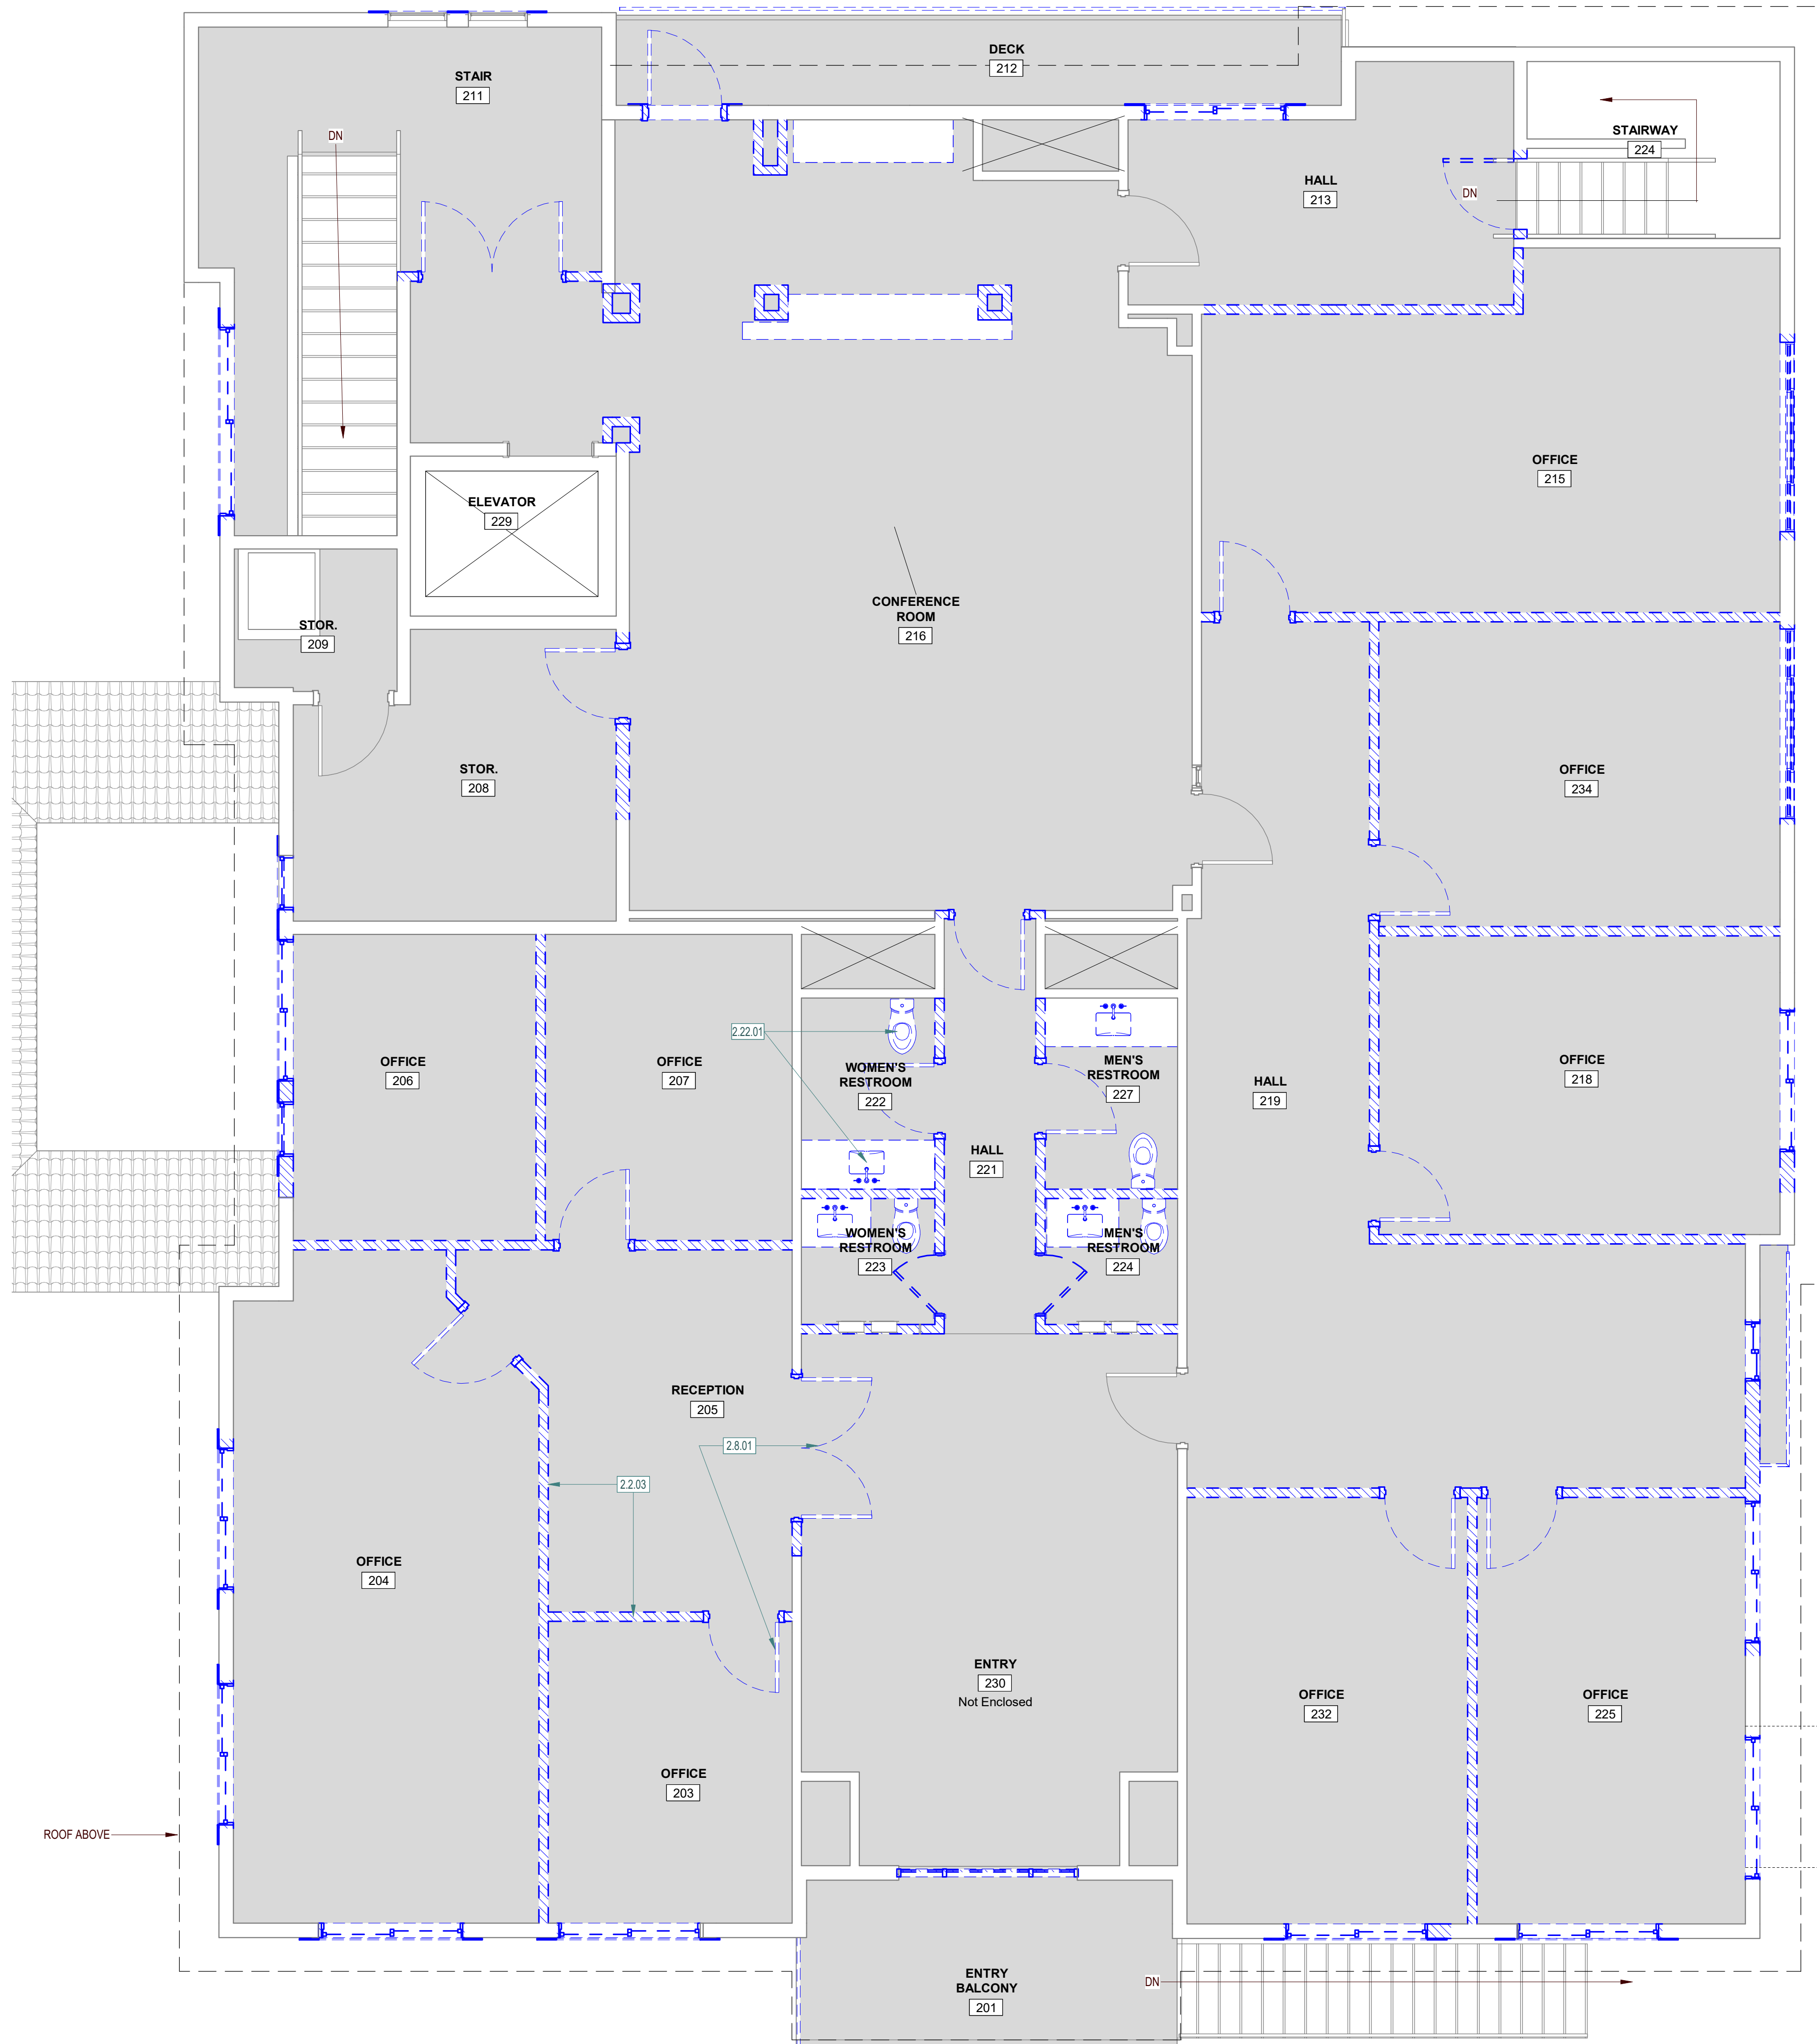 DECK
212
STAIR
211
DN
STAIRWAY
224
HALL
213
DN
OFFICE
215
ELEVATOR
229
CONFERENCE
ROOM
216
STOR.
209
STOR.
208
OFFICE
234
2.22.01
OFFICE
206
OFFICE
207
WOMEN'S
RESTROOM
222
MEN'S
RESTROOM
227
HALL
219
OFFICE
218
HALL
221
WOMEN'S
RESTROOM
223
MEN'S
RESTROOM
224
RECEPTION
205
2.8.01
2.2.03
OFFICE
204
ENTRY
230
Not Enclosed
OFFICE
232
OFFICE
225
OFFICE
203
ROOF ABOVE
ENTRY
BALCONY
201
DN